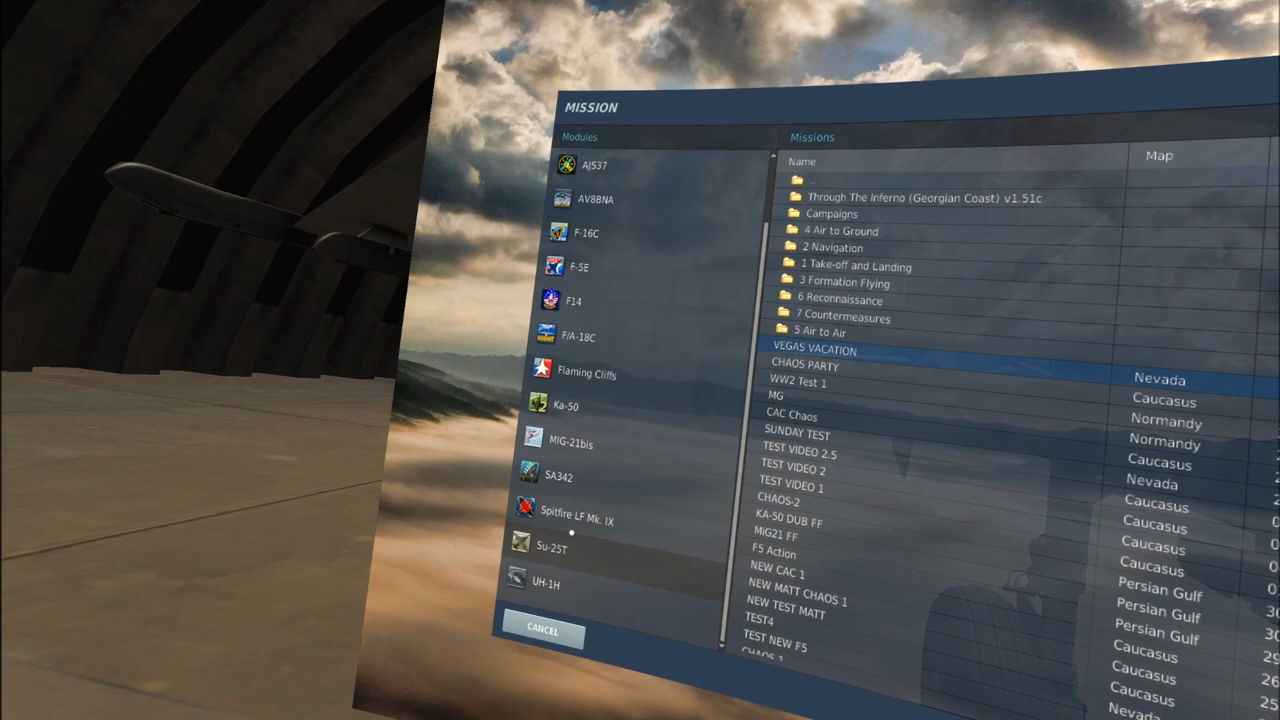 MISSION
Modules
AJS37
AV8BNA
F-16C
F-5E
F14
F/A-18C
Flaming Cliffs
Ka-50
MIG-21bis
SA342
Spitfire LF Mk. IX
Su-25T
UH-1H
CANCEL
Missions
Name
..
Through The Inferno (Georgian Coast) v1.51c
Campaigns
4 Air to Ground
2 Navigation
1 Take-off and Landing
3 Formation Flying
6 Reconnaissance
7 Countermeasures
5 Air to Air
VEGAS VACATION
CHAOS PARTY
WW2 Test 1
MG
CAC Chaos
SUNDAY TEST
TEST VIDEO 2.5
TEST VIDEO 2
TEST VIDEO 1
CHAOS-2
KA-50 DUB FF
MiG21 FF
F5 Action
NEW CAC 1
NEW MATT CHAOS 1
NEW TEST MATT
TEST4
TEST NEW F5
CHAOS 1
Map
Nevada
Caucasus
Normandy
Normandy
Caucasus
Nevada
Caucasus
Caucasus
Caucasus
Caucasus
Persian Gulf
Persian Gulf
Persian Gulf
Caucasus
Caucasus
Caucasus
Nevada